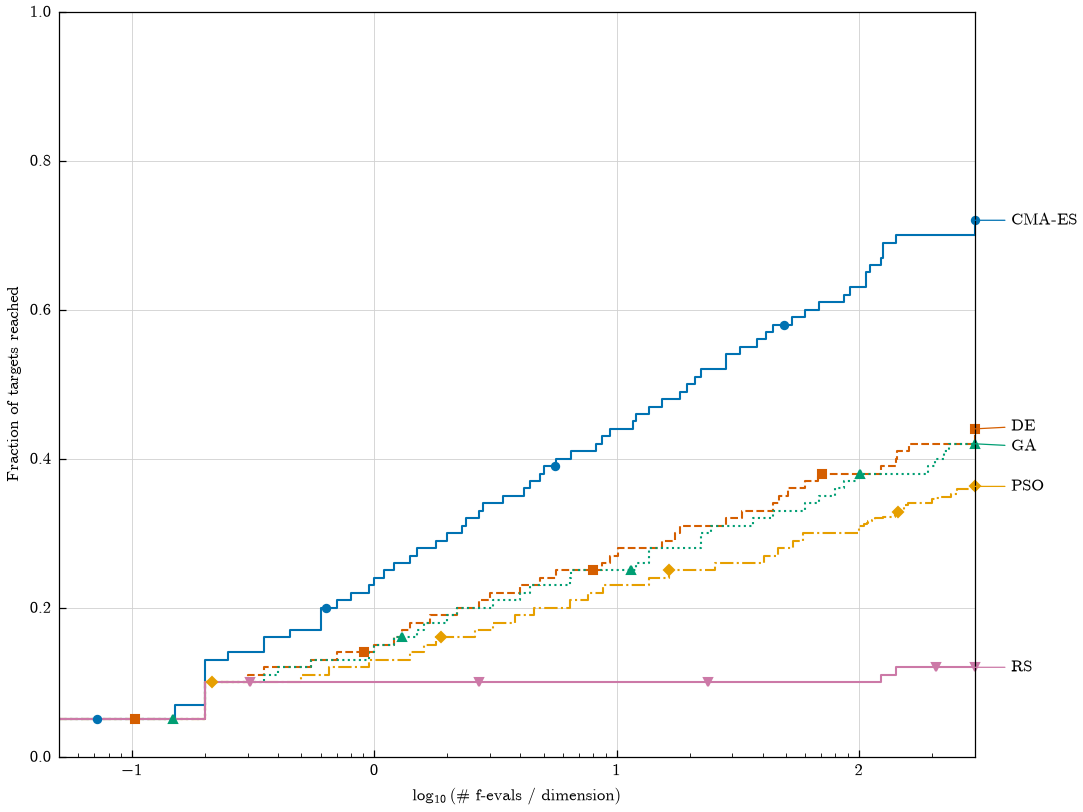 1.0
0.8
0.6
0.4
0.2
0.0
Fraction of targets reached
−1
0
1
2
log10 (# f-evals / dimension)
CMA-ES
DE
GA
PSO
RS